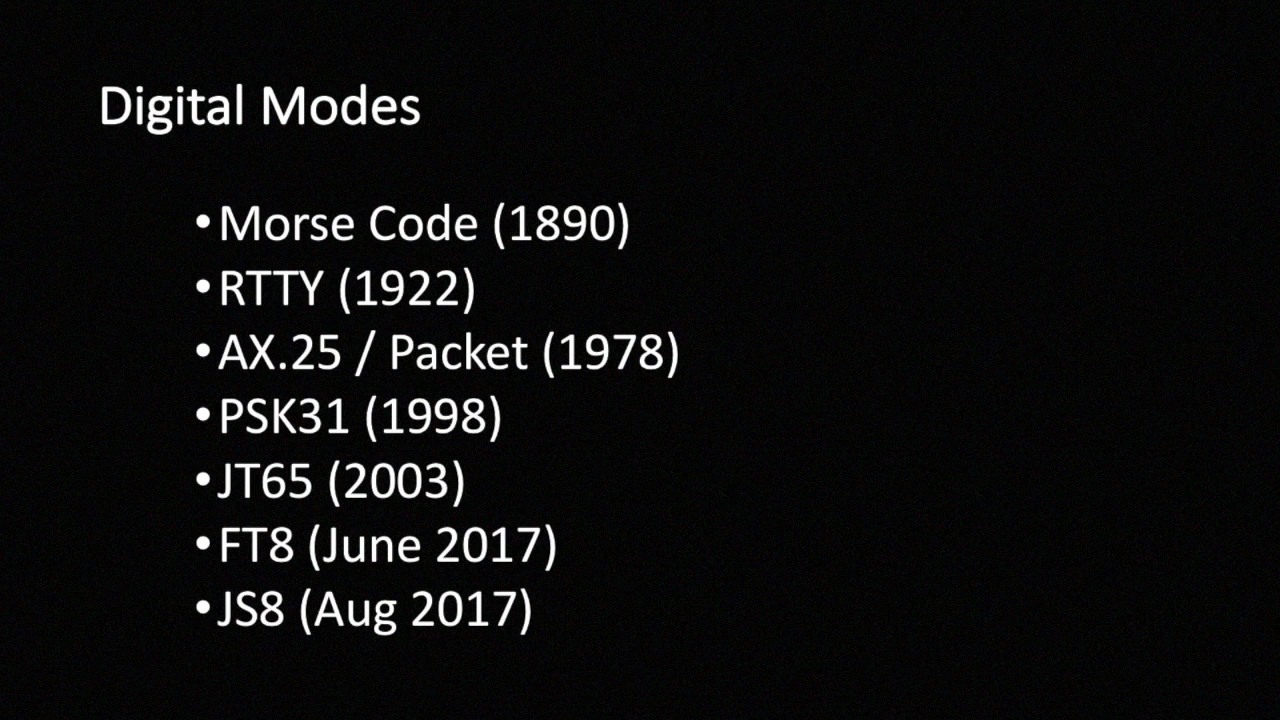 Digital Modes
•Morse Code (1890)
•RTTY (1922)
•AX.25 / Packet (1978)
•PSK31 (1998)
•JT65 (2003)
•FT8 (June 2017)
•JS8 (Aug 2017)